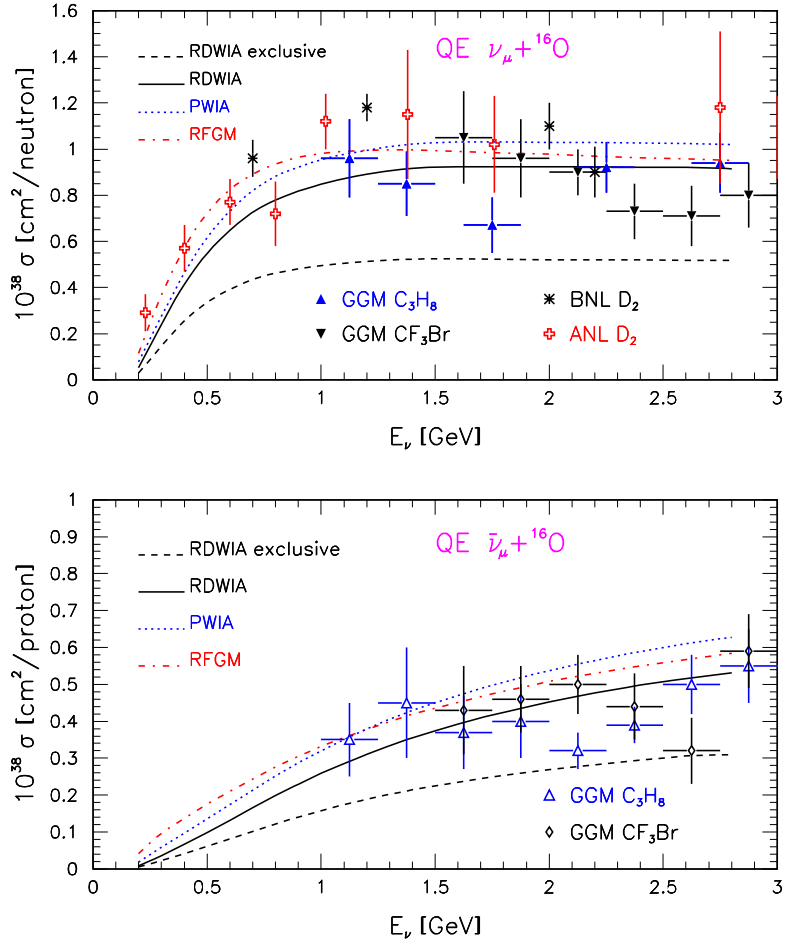 1.6
1.4
1.2
1
0.8
0.6
0.4
0.2
0
10³⁸ σ [cm²/neutron]
QE ν_μ+¹⁶O
RDWIA exclusive
RDWIA
PWIA
RFGM
GGM C₃H₈
GGM CF₃Br
BNL D₂
ANL D₂
0 0.5 1 1.5 2 2.5 3
E_ν [GeV]
1
0.9
0.8
0.7
0.6
0.5
0.4
0.3
0.2
0.1
0
10³⁸ σ [cm²/proton]
QE ν̄_μ+¹⁶O
RDWIA exclusive
RDWIA
PWIA
RFGM
GGM C₃H₈
GGM CF₃Br
0 0.5 1 1.5 2 2.5 3
E_ν [GeV]